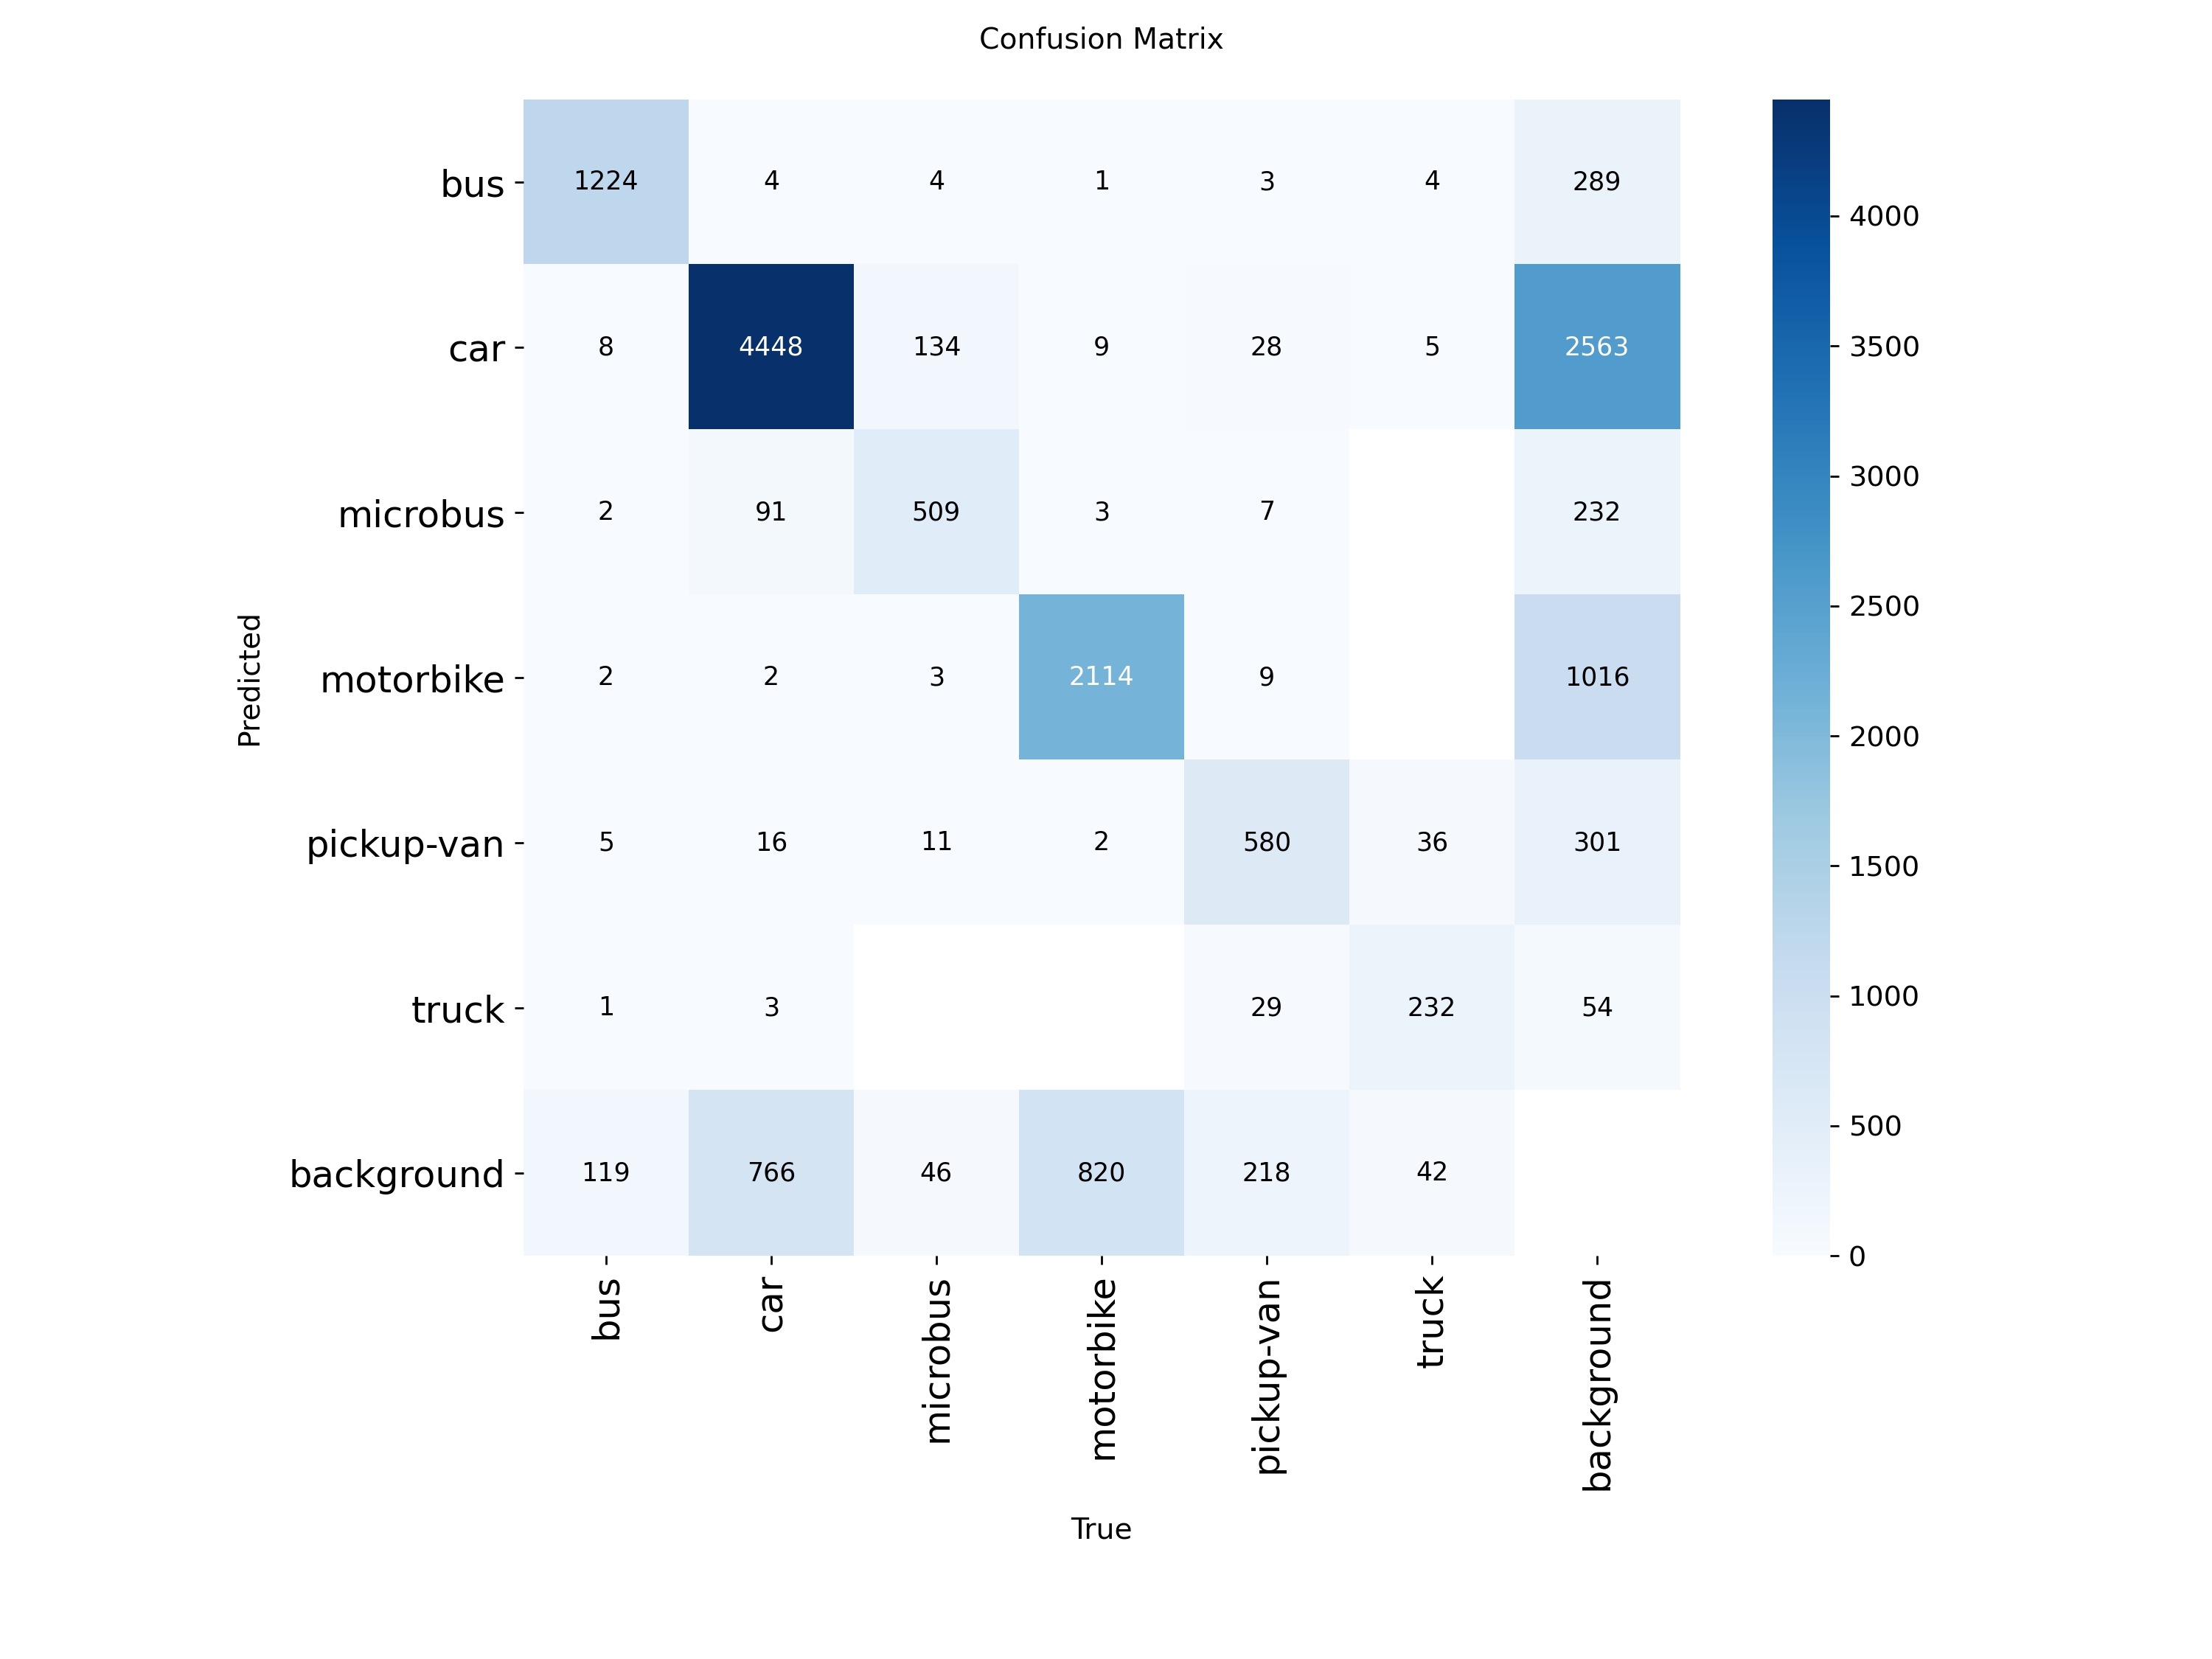 Confusion Matrix
bus 1224 4 4 1 3 4 289
car 8 4448 134 9 28 5 2563
microbus 2 91 509 3 7 232
motorbike 2 2 3 2114 9 1016
pickup-van 5 16 11 2 580 36 301
truck 1 3 29 232 54
background 119 766 46 820 218 42
Predicted
bus car microbus motorbike pickup-van truck background
True
4000
3500
3000
2500
2000
1500
1000
500
0